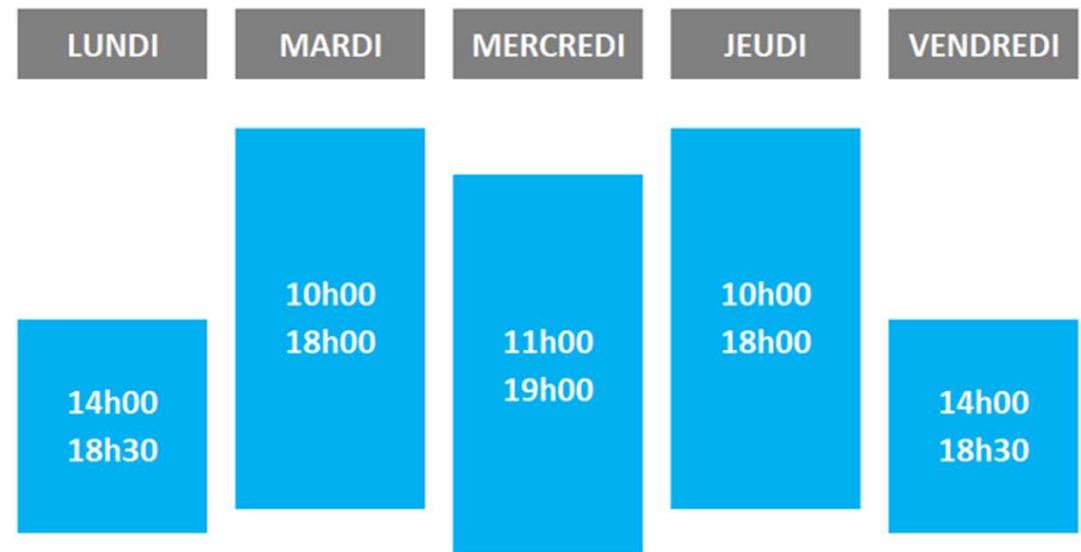 LUNDI
MARDI
MERCREDI
JEUDI
VENDREDI
14h00
18h30
10h00
18h00
11h00
19h00
10h00
18h00
14h00
18h30